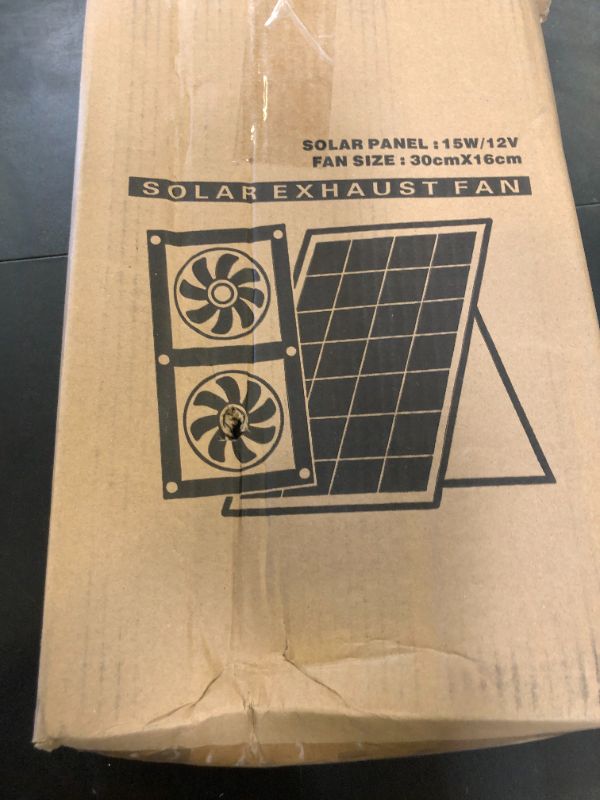 SOLAR PANEL : 15W/12V
FAN SIZE : 30cmX16cm
SOLAR EXHAUST FAN